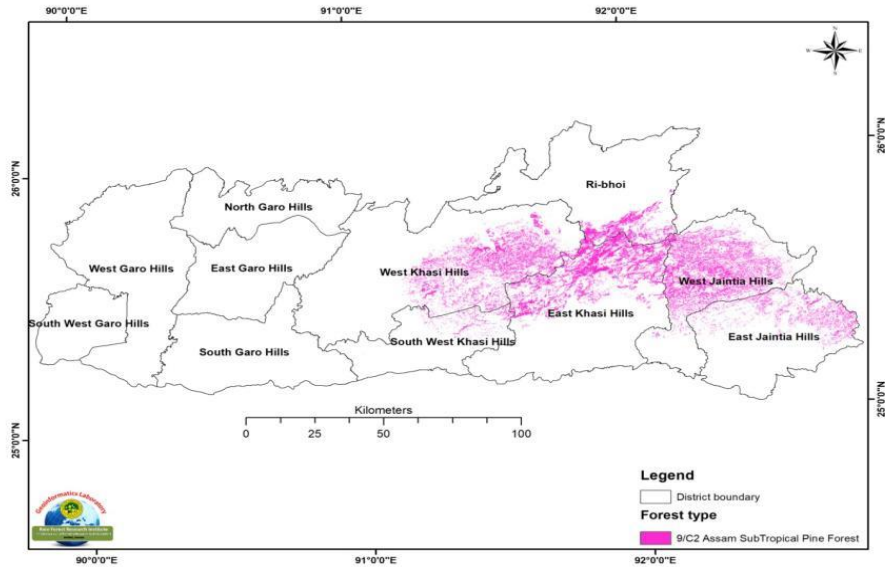 90°0'0"E 91°0'0"E 92°0'0"E
N
W E
S
26°0'0"N
26°0'0"N
Ri-bhoi
North Garo Hills
West Garo Hills
East Garo Hills
West Khasi Hills
West Jaintia Hills
South West Garo Hills
East Khasi Hills
South Garo Hills
South West Khasi Hills
East Jaintia Hills
25°0'0"N
25°0'0"N
Kilometers
0 25 50 100
Legend
District boundary
Forest type
9/C2 Assam SubTropical Pine Forest
Geoinformatics Laboratory
Rain Forest Research Institute
90°0'0"E 91°0'0"E 92°0'0"E